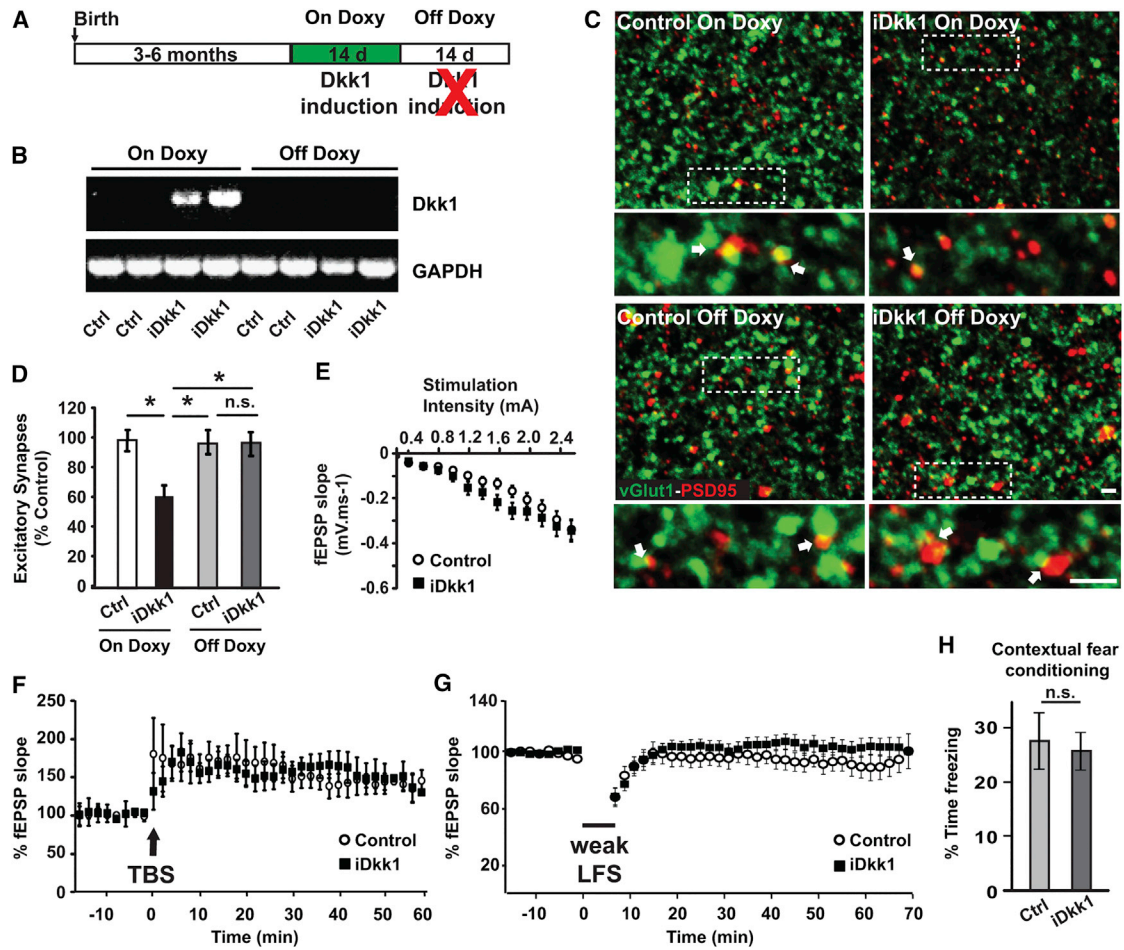 A
Birth
On Doxy
Off Doxy
3-6 months
14 d
14 d
Dkk1 induction
Dkk1 induction
B
On Doxy
Off Doxy
Dkk1
GAPDH
Ctrl
Ctrl
iDkk1
iDkk1
Ctrl
Ctrl
iDkk1
iDkk1
C
Control On Doxy
iDkk1 On Doxy
Control Off Doxy
iDkk1 Off Doxy
vGlut1-PSD95
D
Excitatory Synapses
(% Control)
120
100
80
60
40
20
0
*
*
*
n.s.
Ctrl
iDkk1
Ctrl
iDkk1
On Doxy
Off Doxy
E
Stimulation
Intensity (mA)
0.4 0.8 1.2 1.6 2.0 2.4
fEPSP slope
(mV.ms-1)
0
-0.2
-0.4
-0.6
Control
iDkk1
F
% fEPSP slope
250
200
150
100
50
0
TBS
Control
iDkk1
-10 0 10 20 30 40 50 60
Time (min)
G
% fEPSP slope
140
100
60
20
weak
LFS
Control
iDkk1
-10 0 10 20 30 40 50 60 70
Time (min)
H
Contextual fear
conditioning
n.s.
% Time freezing
30
20
10
0
Ctrl
iDkk1